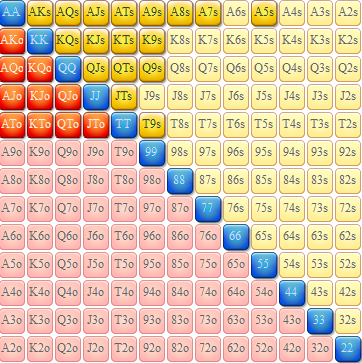 AA AKs AQs AJs ATs A9s A8s A7s A6s A5s A4s A3s A2s
AKo KK KQs KJs KTs K9s K8s K7s K6s K5s K4s K3s K2s
AQo KQo QQ QJs QTs Q9s Q8s Q7s Q6s Q5s Q4s Q3s Q2s
AJo KJo QJo JJ JTs J9s J8s J7s J6s J5s J4s J3s J2s
ATo KTo QTo JTo TT T9s T8s T7s T6s T5s T4s T3s T2s
A9o K9o Q9o J9o T9o 99 98s 97s 96s 95s 94s 93s 92s
A8o K8o Q8o J8o T8o 98o 88 87s 86s 85s 84s 83s 82s
A7o K7o Q7o J7o T7o 97o 87o 77 76s 75s 74s 73s 72s
A6o K6o Q6o J6o T6o 96o 86o 76o 66 65s 64s 63s 62s
A5o K5o Q5o J5o T5o 95o 85o 75o 65o 55 54s 53s 52s
A4o K4o Q4o J4o T4o 94o 84o 74o 64o 54o 44 43s 42s
A3o K3o Q3o J3o T3o 93o 83o 73o 63o 53o 43o 33 32s
A2o K2o Q2o J2o T2o 92o 82o 72o 62o 52o 42o 32o 22